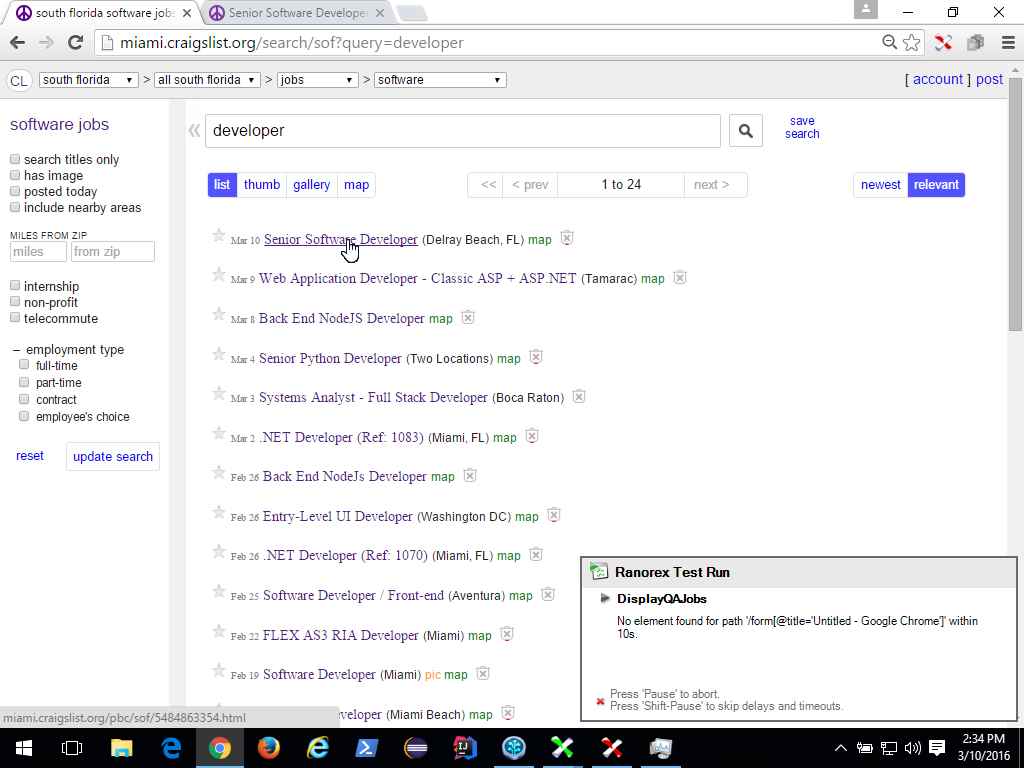 south florida software jobs
Senior Software Developer
miami.craigslist.org/search/sof?query=developer
CL south florida > all south florida > jobs > software [ account ] post
software jobs
search titles only
has image
posted today
include nearby areas
MILES FROM ZIP
miles from zip
internship
non-profit
telecommute
– employment type
full-time
part-time
contract
employee's choice
reset update search
developer
save
search
list thumb gallery map << < prev 1 to 24 next > newest relevant
Mar 10 Senior Software Developer (Delray Beach, FL) map
Mar 9 Web Application Developer - Classic ASP + ASP.NET (Tamarac) map
Mar 8 Back End NodeJS Developer map
Mar 4 Senior Python Developer (Two Locations) map
Mar 3 Systems Analyst - Full Stack Developer (Boca Raton)
Mar 2 .NET Developer (Ref: 1083) (Miami, FL) map
Feb 26 Back End NodeJs Developer map
Feb 26 Entry-Level UI Developer (Washington DC) map
Feb 26 .NET Developer (Ref: 1070) (Miami, FL) map
Feb 25 Software Developer / Front-end (Aventura) map
Feb 22 FLEX AS3 RIA Developer (Miami) map
Feb 19 Software Developer (Miami) pic map
veloper (Miami Beach) map
miami.craigslist.org/pbc/sof/5484863354.html
Ranorex Test Run
DisplayQAJobs
No element found for path '/form[@title='Untitled - Google Chrome']' within
10s.
Press 'Pause' to abort.
Press 'Shift-Pause' to skip delays and timeouts.
2:34 PM
3/10/2016